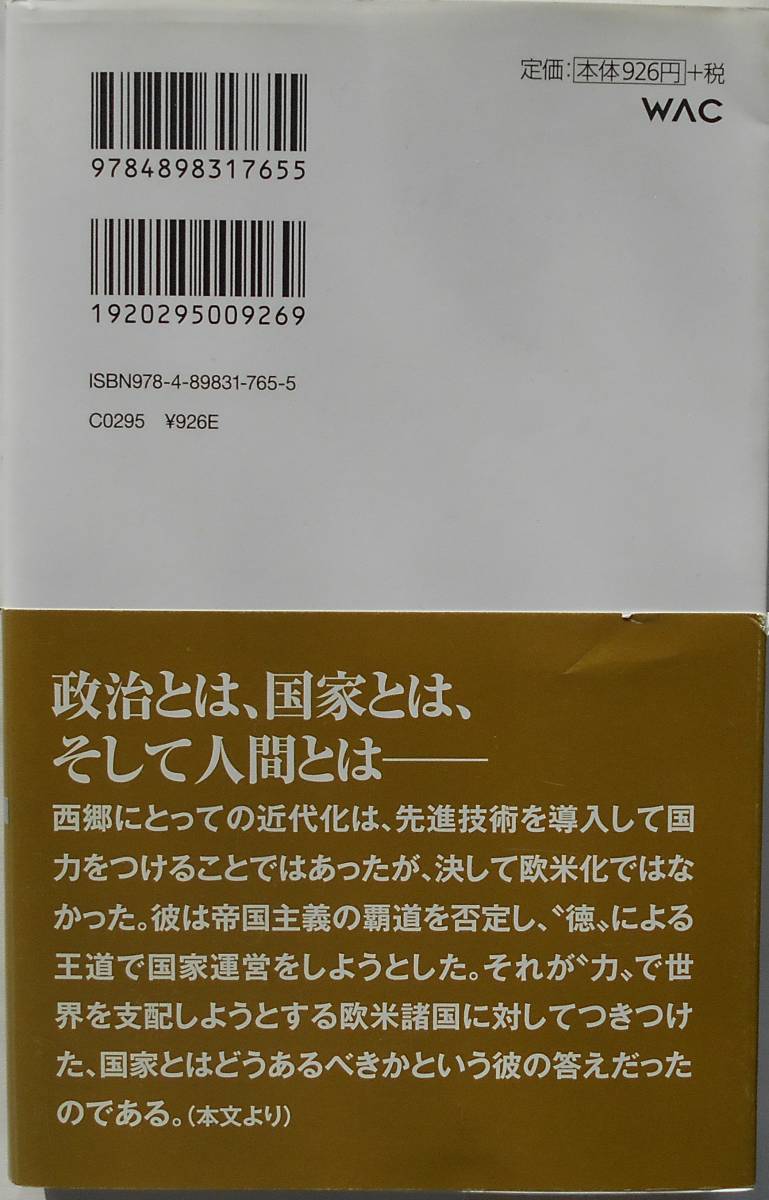 定価：本体926円+税
WAC
9784898317655
1920295009269
ISBN978-4-89831-765-5
C0295 ¥926E
政治とは、国家とは、
そして人間とは――
西郷にとっての近代化は、先進技術を導入して国
力をつけることではあったが、決して欧米化ではな
かった。彼は帝国主義の覇道を否定し、〝徳〟による
王道で国家運営をしようとした。それが〝力〟で世
界を支配しようとする欧米諸国に対してつきつけ
た、国家とはどうあるべきかという彼の答えだった
のである。（本文より）